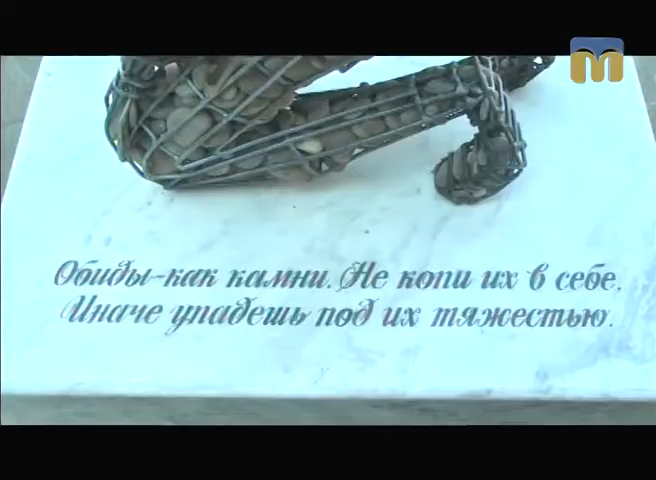 Обиды-как камни. Не копи их в себе.
Иначе упадешь под их тяжестью.